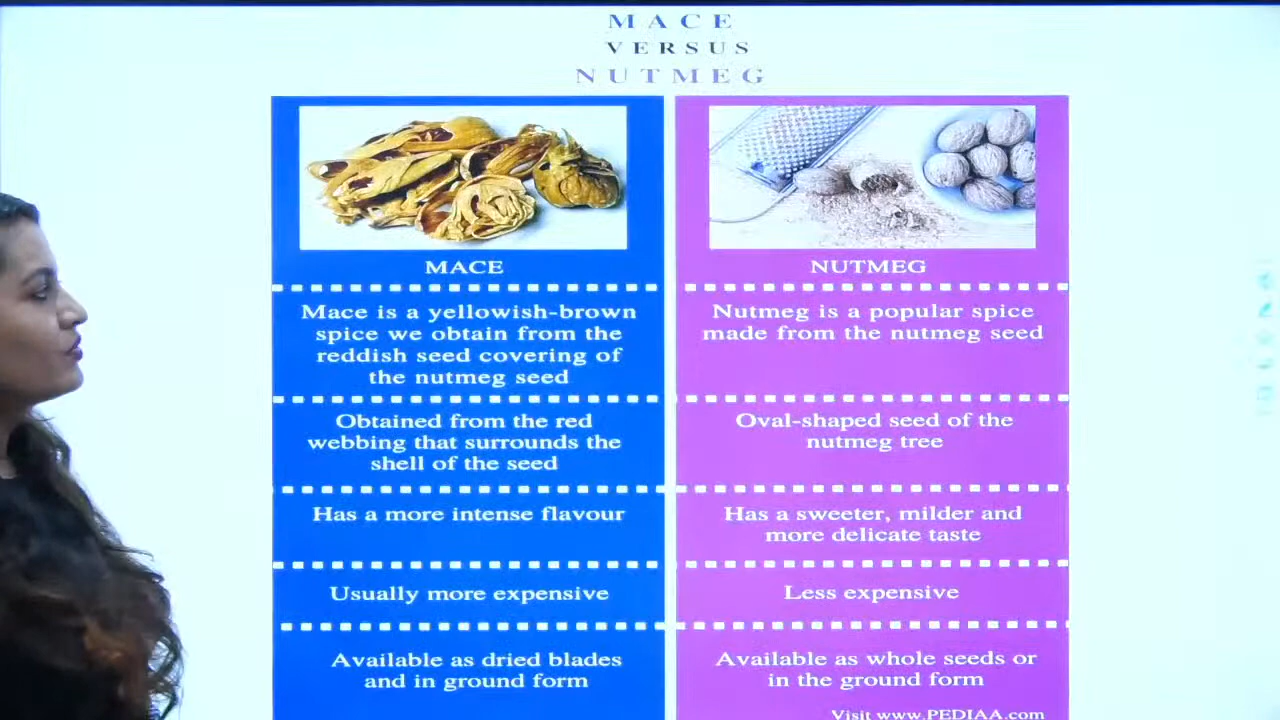 MACE
VERSUS
NUTMEG
MACE
Mace is a yellowish-brown
spice we obtain from the
reddish seed covering of
the nutmeg seed
Obtained from the red
webbing that surrounds the
shell of the seed
Has a more intense flavour
Usually more expensive
Available as dried blades
and in ground form
NUTMEG
Nutmeg is a popular spice
made from the nutmeg seed
Oval-shaped seed of the
nutmeg tree
Has a sweeter, milder and
more delicate taste
Less expensive
Available as whole seeds or
in the ground form
Visit www.PEDIAA.com